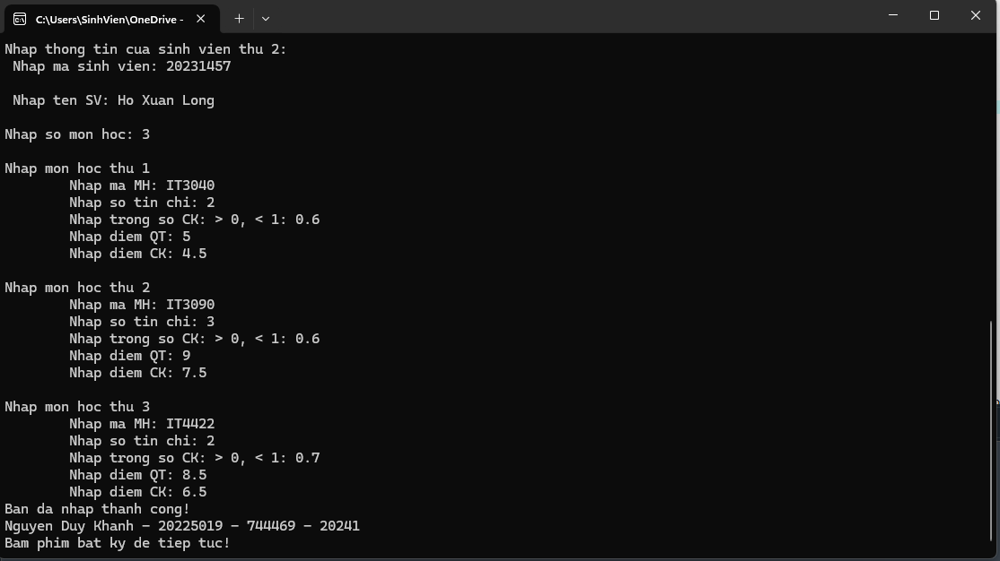 C:\Users\SinhVien\OneDrive -
Nhap thong tin cua sinh vien thu 2:
Nhap ma sinh vien: 20231457
Nhap ten SV: Ho Xuan Long
Nhap so mon hoc: 3
Nhap mon hoc thu 1
Nhap ma MH: IT3040
Nhap so tin chi: 2
Nhap trong so CK: > 0, < 1: 0.6
Nhap diem QT: 5
Nhap diem CK: 4.5
Nhap mon hoc thu 2
Nhap ma MH: IT3090
Nhap so tin chi: 3
Nhap trong so CK: > 0, < 1: 0.6
Nhap diem QT: 9
Nhap diem CK: 7.5
Nhap mon hoc thu 3
Nhap ma MH: IT4422
Nhap so tin chi: 2
Nhap trong so CK: > 0, < 1: 0.7
Nhap diem QT: 8.5
Nhap diem CK: 6.5
Ban da nhap thanh cong!
Nguyen Duy Khanh - 20225019 - 744469 - 20241
Bam phim bat ky de tiep tuc!